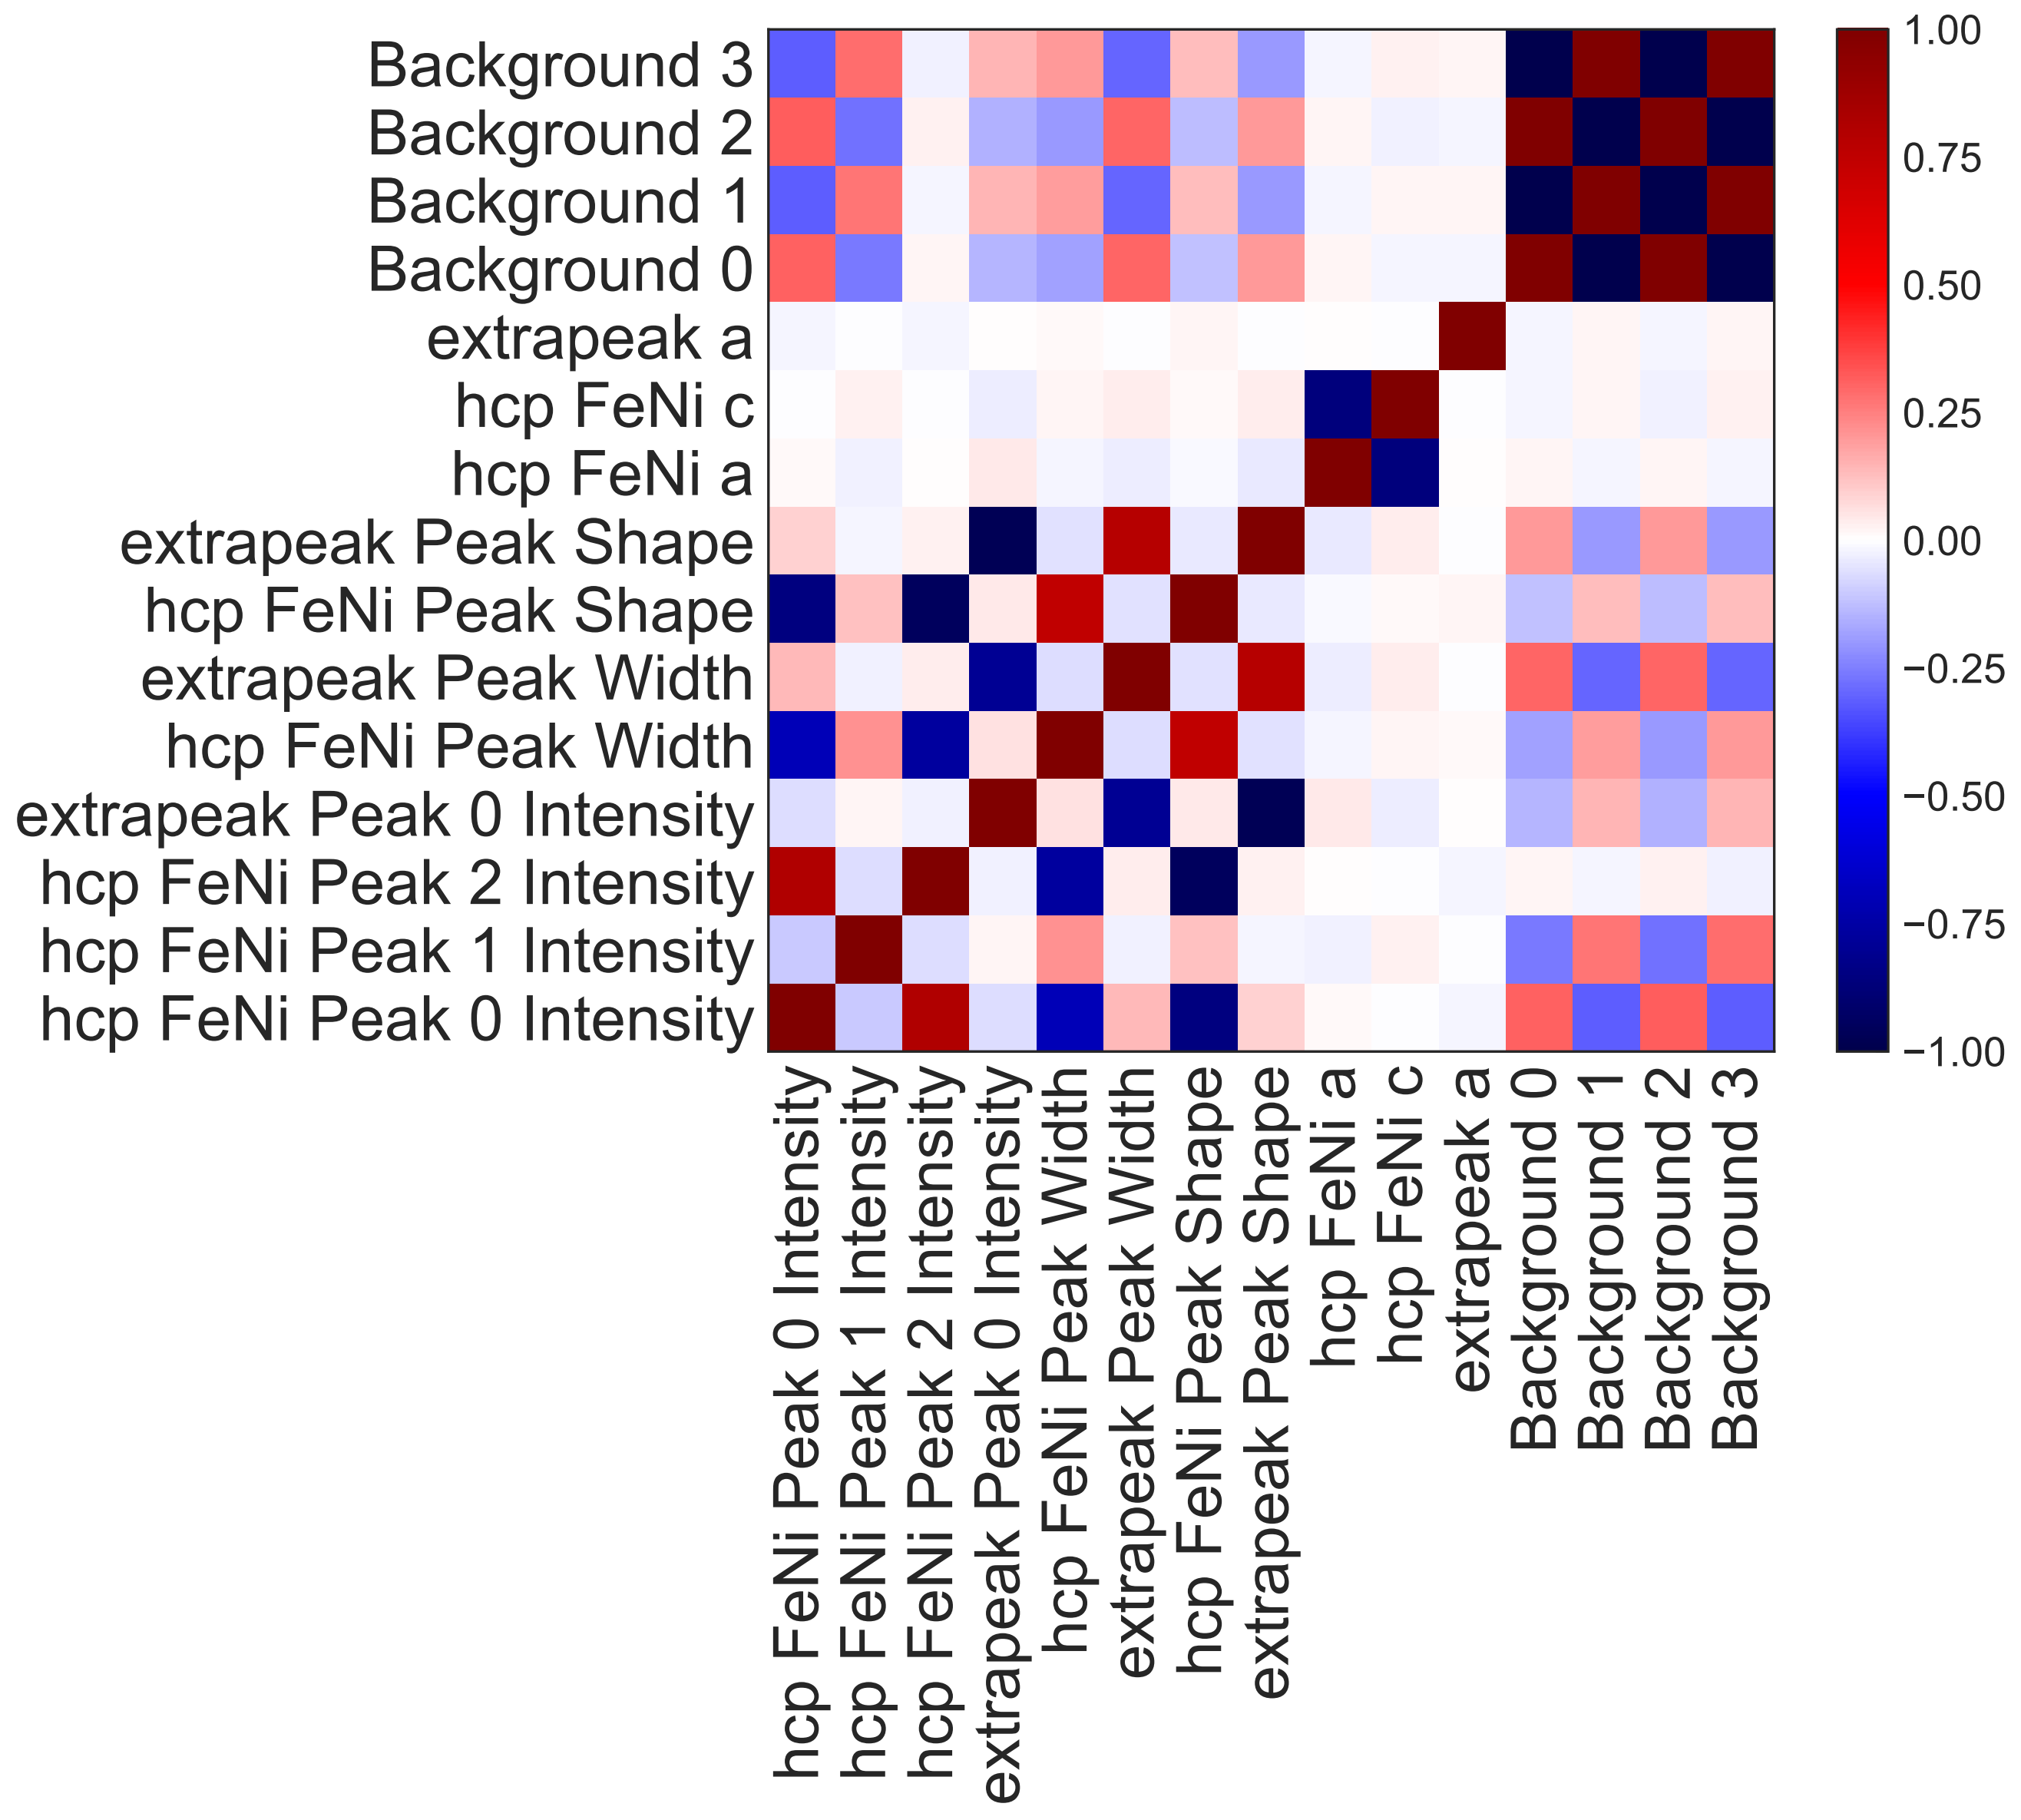 Background 3
Background 2
Background 1
Background 0
extrapeak a
hcp FeNi c
hcp FeNi a
extrapeak Peak Shape
hcp FeNi Peak Shape
extrapeak Peak Width
hcp FeNi Peak Width
extrapeak Peak 0 Intensity
hcp FeNi Peak 2 Intensity
hcp FeNi Peak 1 Intensity
hcp FeNi Peak 0 Intensity
hcp FeNi Peak 0 Intensity
hcp FeNi Peak 1 Intensity
hcp FeNi Peak 2 Intensity
extrapeak Peak 0 Intensity
hcp FeNi Peak Width
extrapeak Peak Width
hcp FeNi Peak Shape
extrapeak Peak Shape
hcp FeNi a
hcp FeNi c
extrapeak a
Background 0
Background 1
Background 2
Background 3
1.00
0.75
0.50
0.25
0.00
−0.25
−0.50
−0.75
−1.00